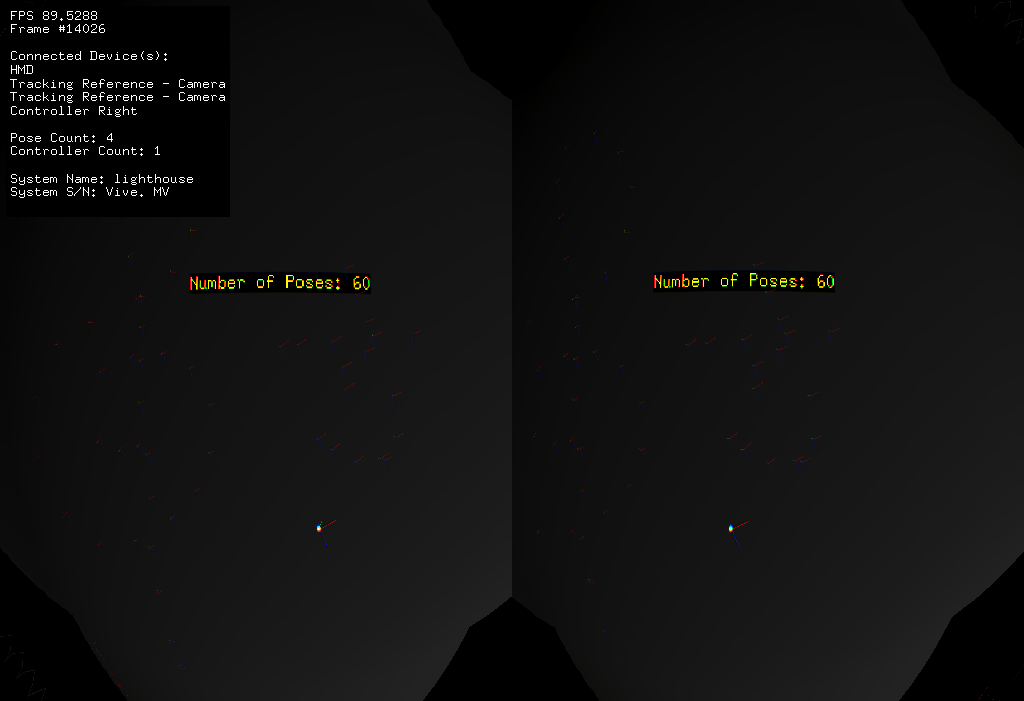 FPS 89.5288
Frame #14026
Connected Device(s):
HMD
Tracking Reference - Camera
Tracking Reference - Camera
Controller Right
Pose Count: 4
Controller Count: 1
System Name: lighthouse
System S/N: Vive. MV
Number of Poses: 60
Number of Poses: 60